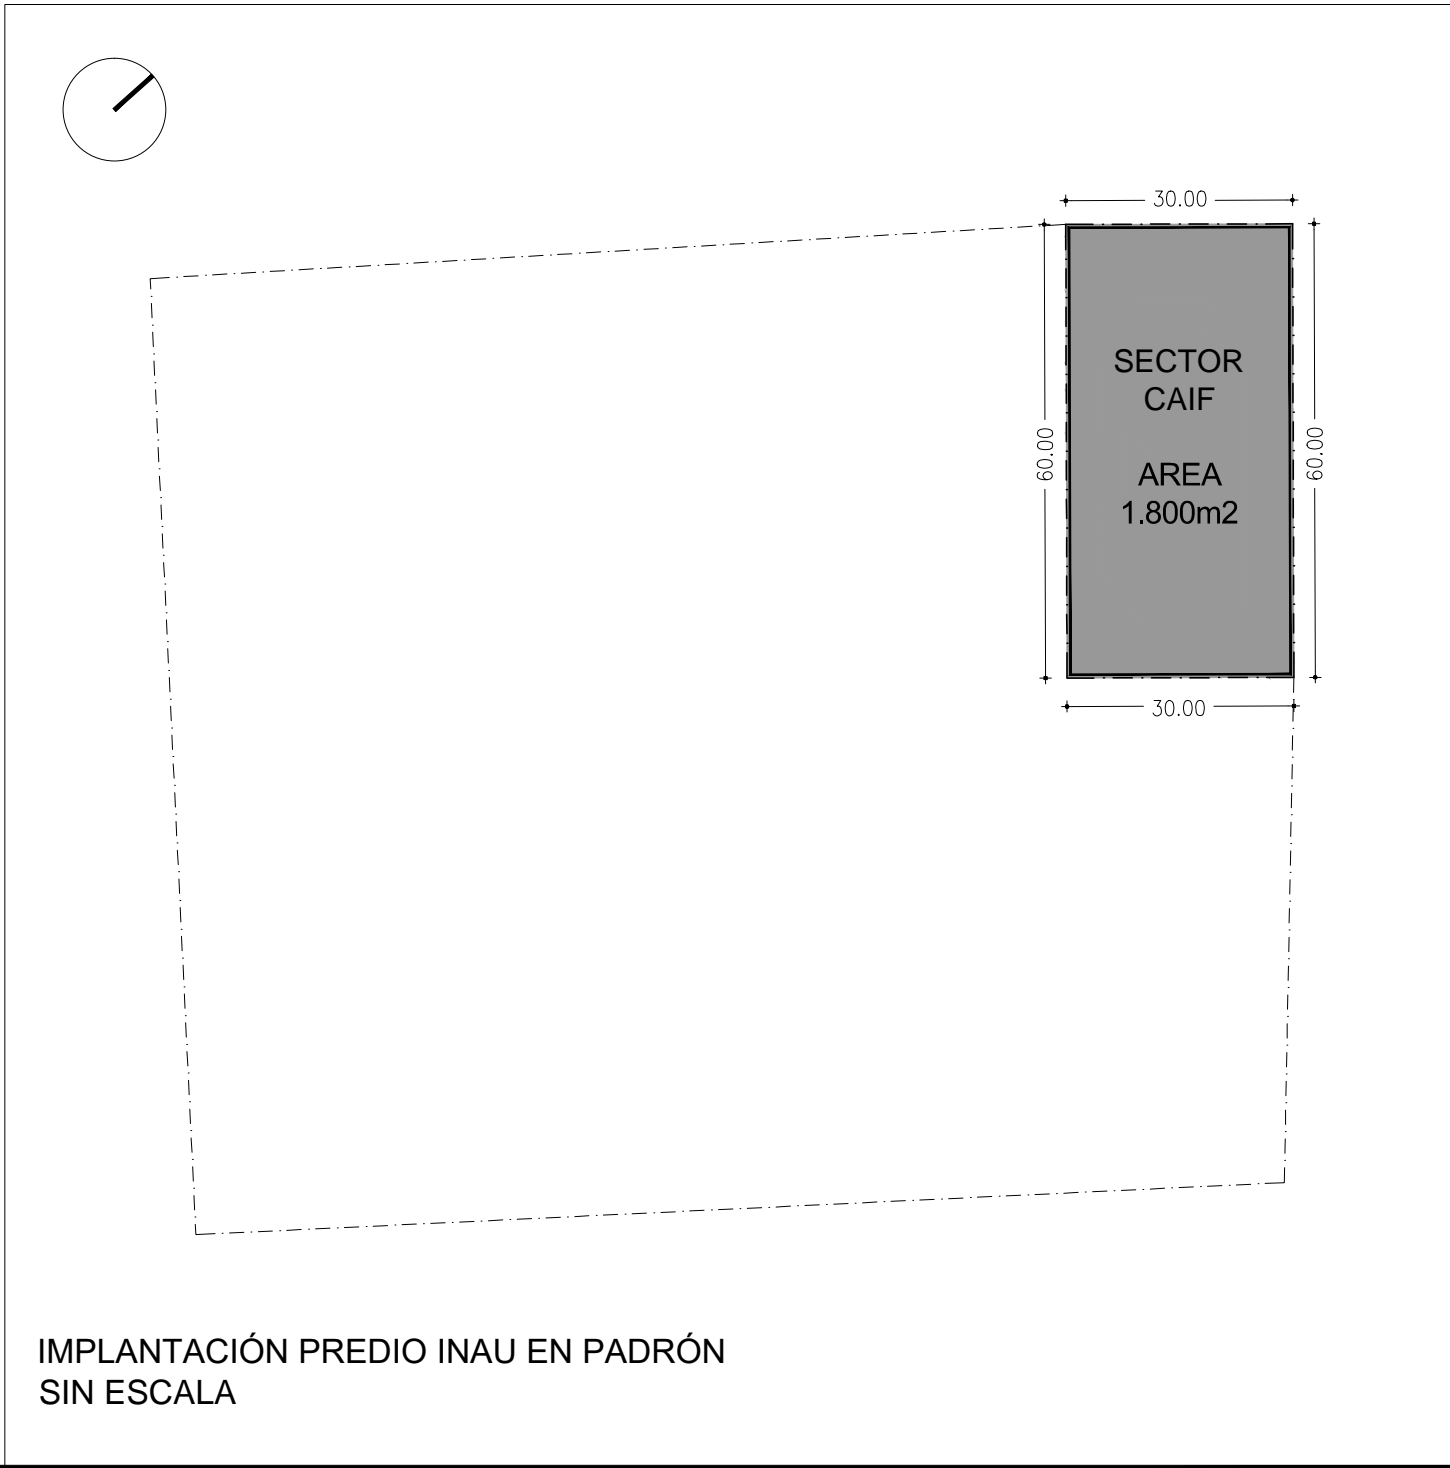 30.00
SECTOR
CAIF
60.00
60.00
AREA
1.800m2
30.00
IMPLANTACIÓN PREDIO INAU EN PADRÓN
SIN ESCALA